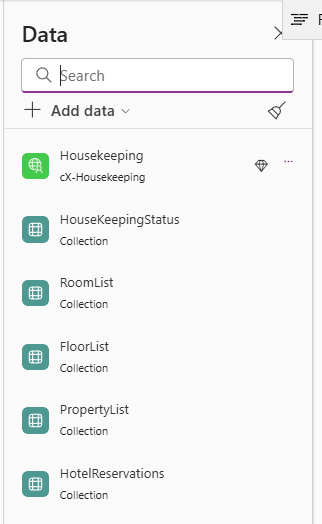 Data
Search
Add data
Housekeeping
cX-Housekeeping
HouseKeepingStatus
Collection
RoomList
Collection
FloorList
Collection
PropertyList
Collection
HotelReservations
Collection